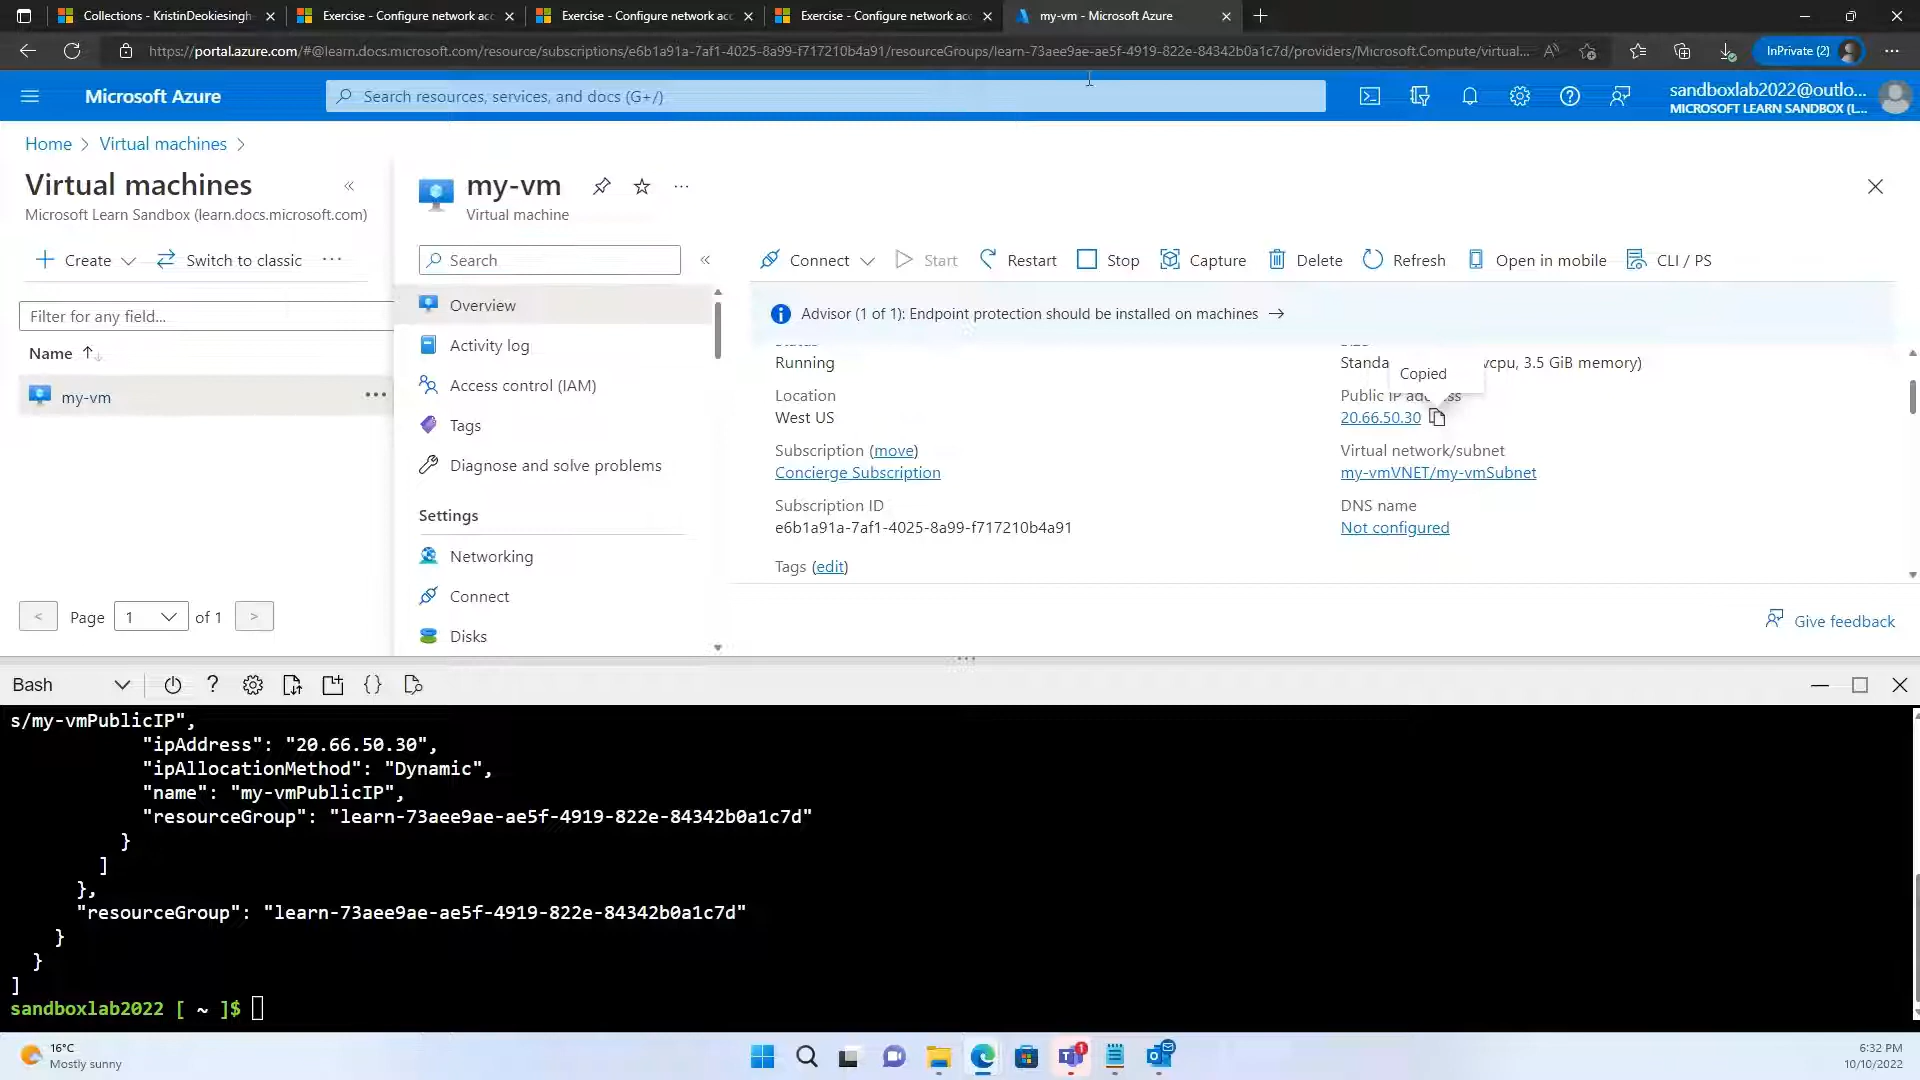 Collections - KristinDeokiesingh
Exercise - Configure network acc
Exercise - Configure network acc
Exercise - Configure network acc
my-vm - Microsoft Azure
https://portal.azure.com/#@learn.docs.microsoft.com/resource/subscriptions/e6b1a91a-7af1-4025-8a99-f717210b4a91/resourceGroups/learn-73aee9ae-ae5f-4919-822e-84342b0a1c7d/providers/Microsoft.Compute/virtual...
InPrivate (2)
Microsoft Azure
Search resources, services, and docs (G+/)
sandboxlab2022@outlo...
MICROSOFT LEARN SANDBOX (L...
Home > Virtual machines >
Virtual machines
Microsoft Learn Sandbox (learn.docs.microsoft.com)
my-vm
Virtual machine
Create
Switch to classic
Search
Connect
Start
Restart
Stop
Capture
Delete
Refresh
Open in mobile
CLI / PS
Filter for any field...
Name
my-vm
Page 1 of 1
Overview
Activity log
Access control (IAM)
Tags
Diagnose and solve problems
Settings
Networking
Connect
Disks
Advisor (1 of 1): Endpoint protection should be installed on machines →
Running
Location
West US
Subscription (move)
Concierge Subscription
Subscription ID
e6b1a91a-7af1-4025-8a99-f717210b4a91
Tags (edit)
Standa vcpu, 3.5 GiB memory)
Copied
Public IP address
20.66.50.30
Virtual network/subnet
my-vmVNET/my-vmSubnet
DNS name
Not configured
Give feedback
Bash
s/my-vmPublicIP",
"ipAddress": "20.66.50.30",
"ipAllocationMethod": "Dynamic",
"name": "my-vmPublicIP",
"resourceGroup": "learn-73aee9ae-ae5f-4919-822e-84342b0a1c7d"
}
]
},
"resourceGroup": "learn-73aee9ae-ae5f-4919-822e-84342b0a1c7d"
}
}
]
sandboxlab2022 [ ~ ]$
16°C
Mostly sunny
1
6:32 PM
10/10/2022